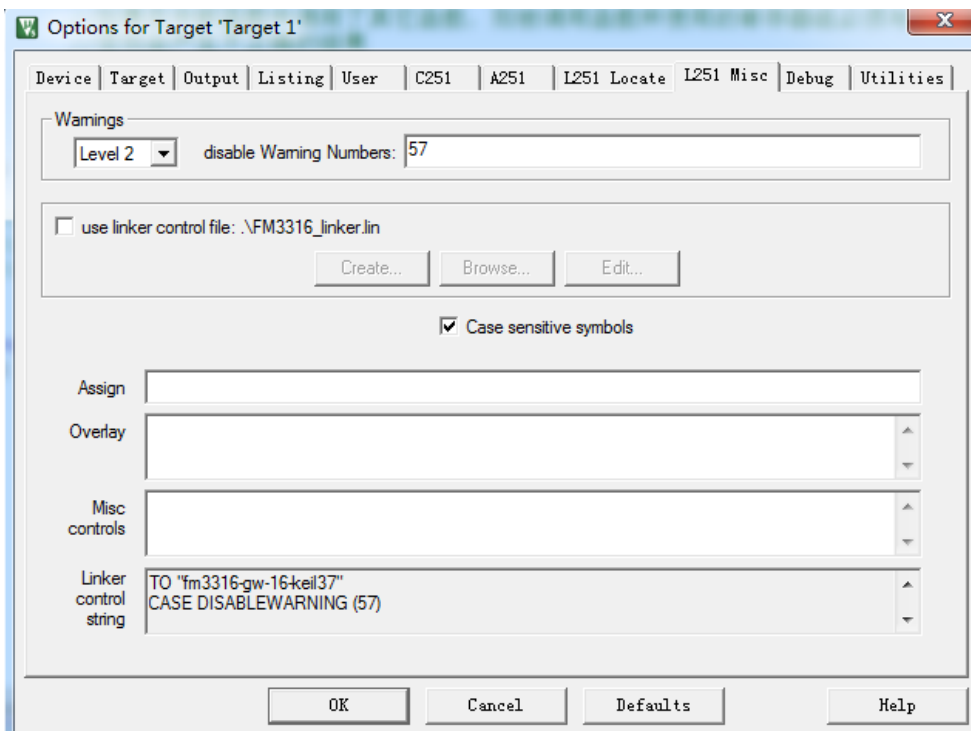 Options for Target 'Target 1'
Device Target Output Listing User C251 A251 L251 Locate L251 Misc Debug Utilities
Warnings
Level 2 disable Warning Numbers: 57
use linker control file: .\FM3316_linker.lin
Create... Browse... Edit...
Case sensitive symbols
Assign
Overlay
Misc
controls
Linker
control
string
TO "fm3316-gw-16-keil37"
CASE DISABLEWARNING (57)
OK Cancel Defaults Help